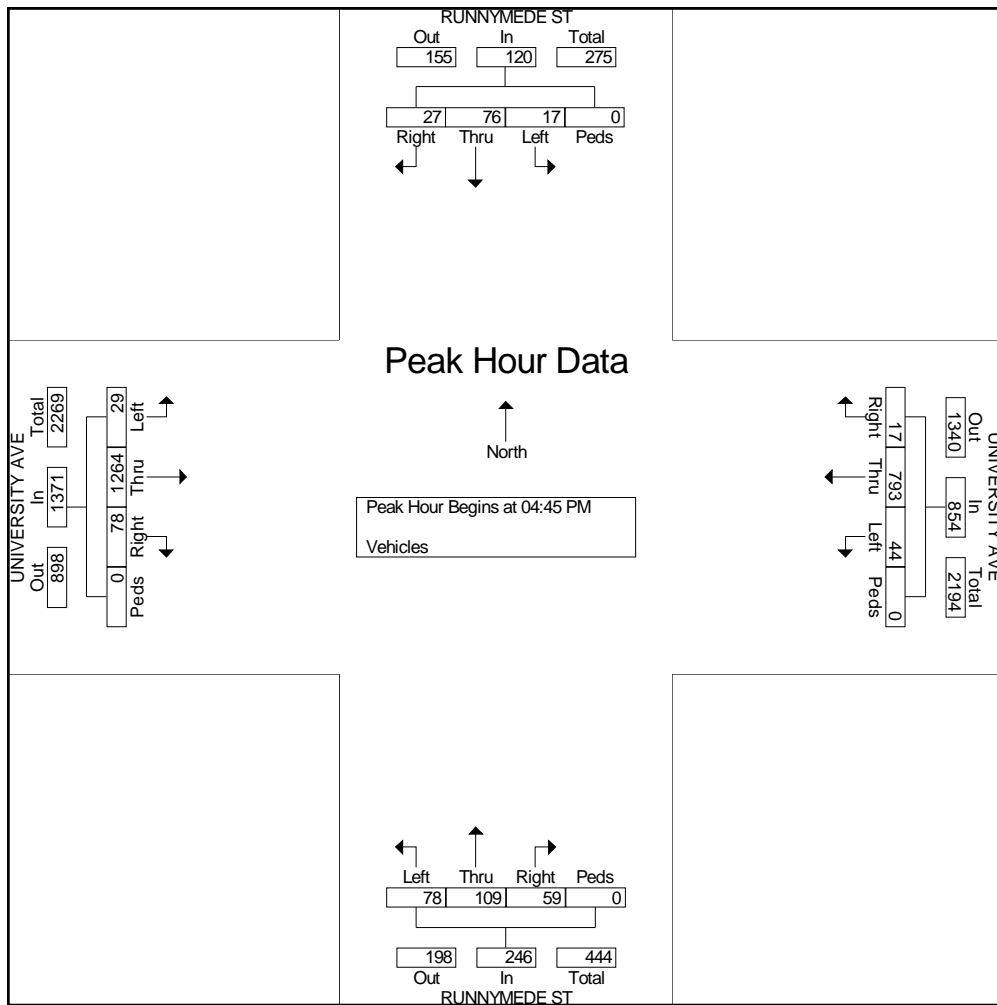 RUNNYMEDE ST
Out In Total
155 120 275
27 76 17 0
Right Thru Left Peds
Peak Hour Data
North
Peak Hour Begins at 04:45 PM
Vehicles
UNIVERSITY AVE
Total In Out
2269 1371 898
29 1264 78 0
Left Thru Right Peds
UNIVERSITY AVE
Out In Total
1340 854 2194
17 793 44 0
Right Thru Left Peds
Left Thru Right Peds
78 109 59 0
198 246 444
Out In Total
RUNNYMEDE ST